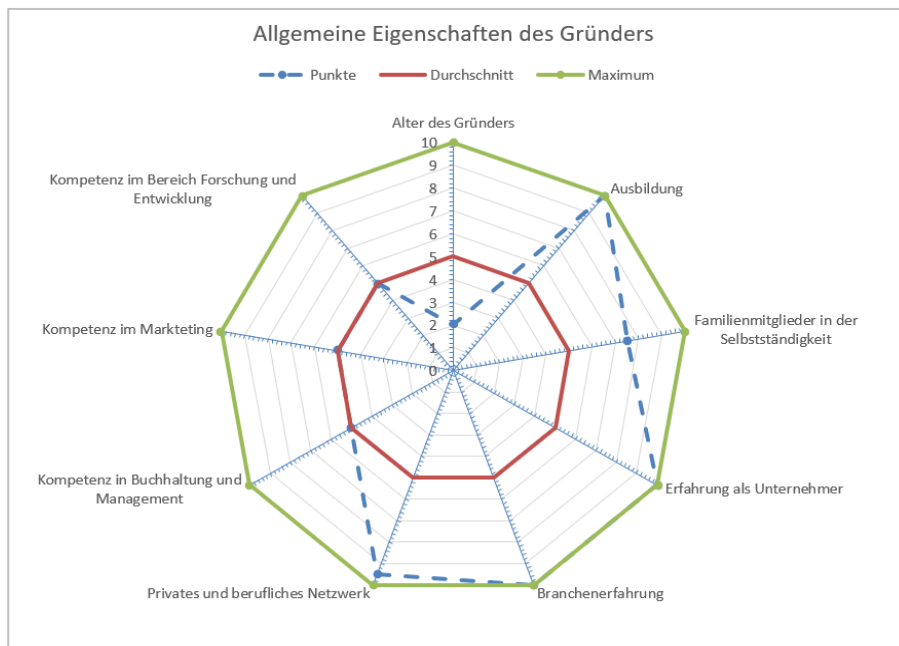 Allgemeine Eigenschaften des Gründers
Punkte Durchschnitt Maximum
Alter des Gründers
10
9
8
7
6
5
4
3
2
1
0
Ausbildung
Familienmitglieder in der
Selbstständigkeit
Erfahrung als Unternehmer
Branchenerfahrung
Privates und berufliches Netzwerk
Kompetenz in Buchhaltung und
Management
Kompetenz im Markteting
Kompetenz im Bereich Forschung und
Entwicklung